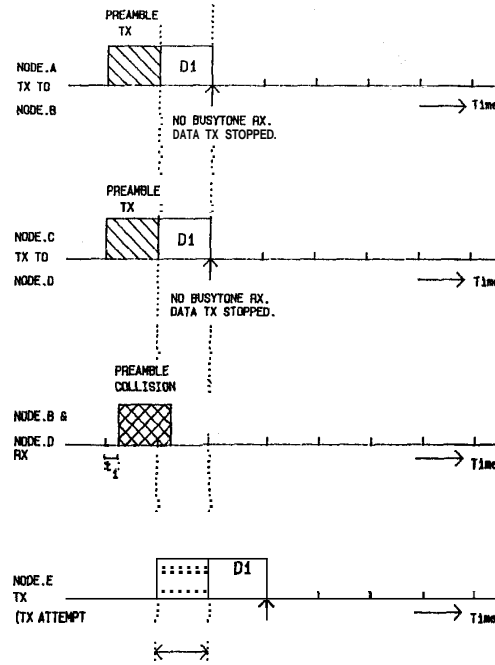 PREAMBLE
TX
NODE.A
TX TO
NODE.B
D1
Time
NO BUSYTONE RX.
DATA TX STOPPED.
PREAMBLE
TX
NODE.C
TX TO
NODE.D
D1
Time
NO BUSYTONE RX.
DATA TX STOPPED.
PREAMBLE
COLLISION
NODE.B &
NODE.D
RX
t1
Time
NODE.E
TX
(TX ATTEMPT
D1
Time